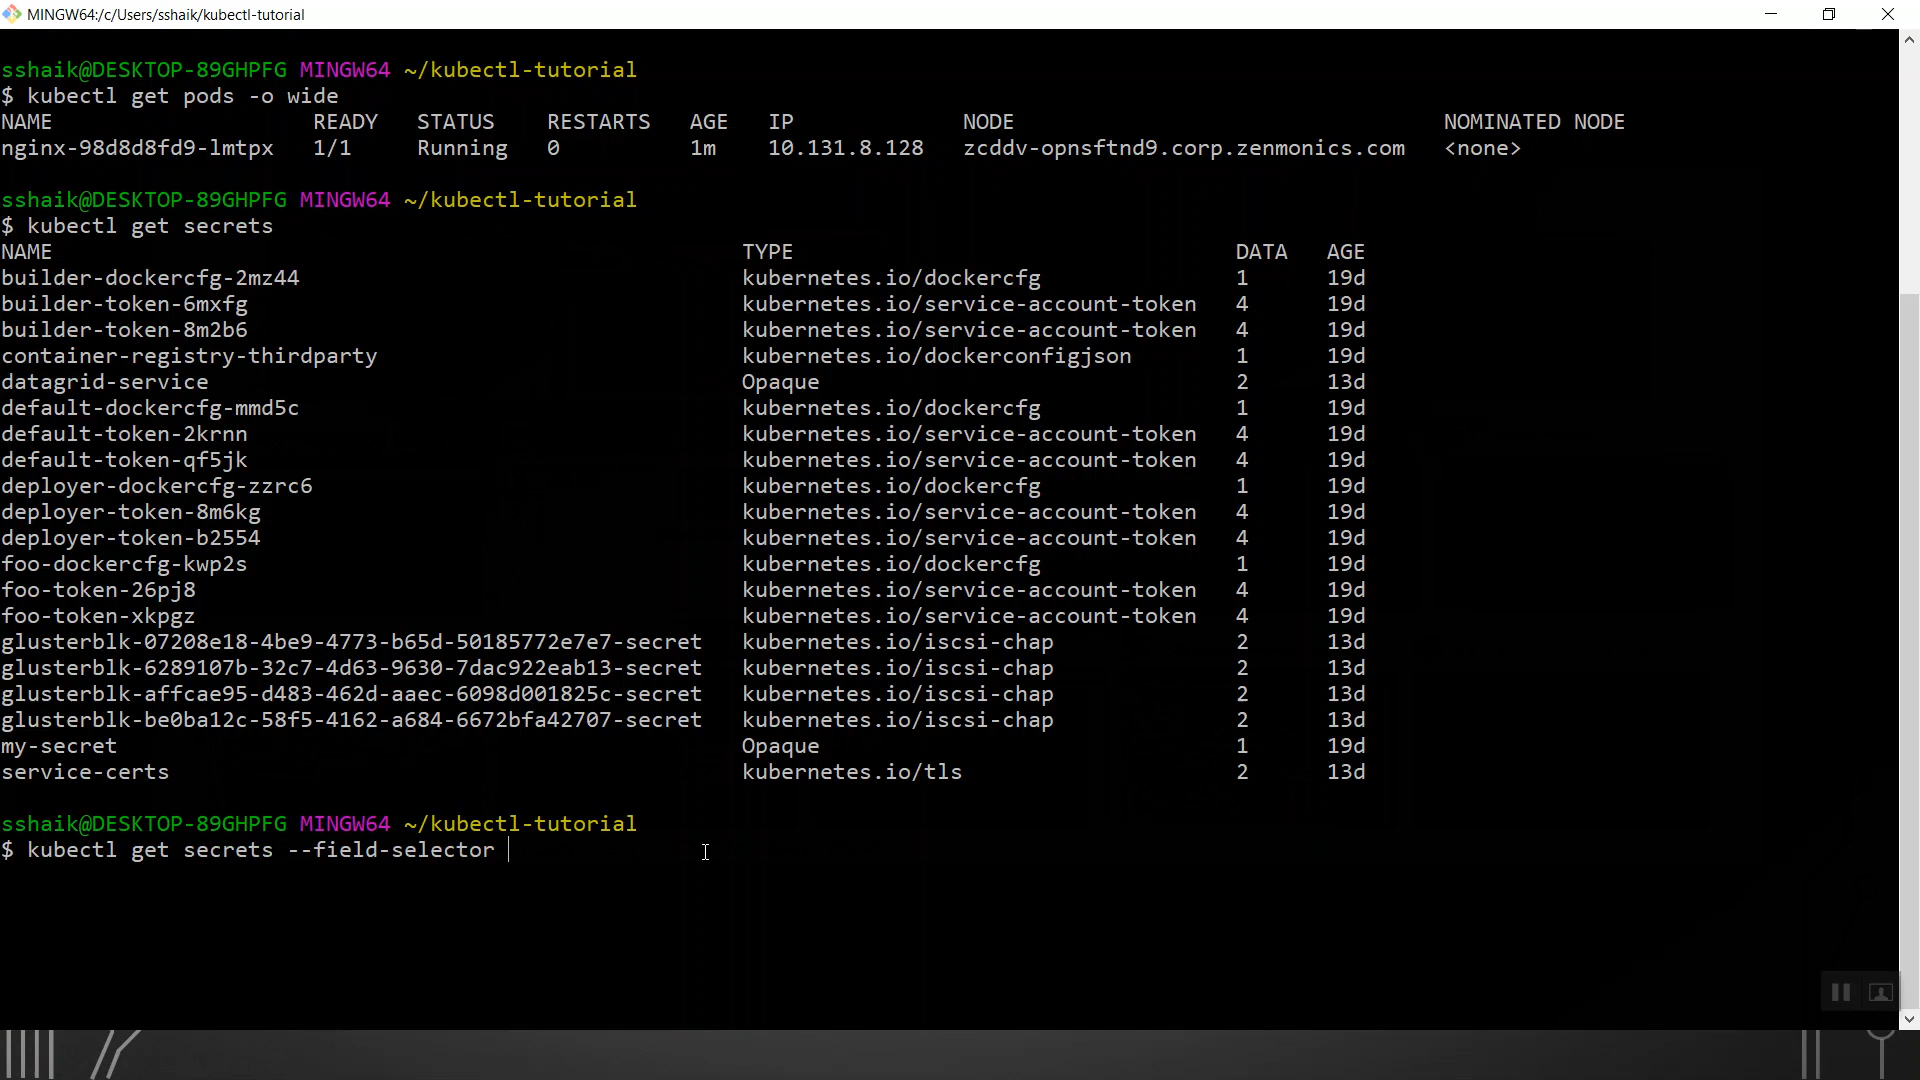 MINGW64:/c/Users/sshaik/kubectl-tutorial
sshaik@DESKTOP-89GHPFG MINGW64 ~/kubectl-tutorial
$ kubectl get pods -o wide
NAME READY STATUS RESTARTS AGE IP NODE NOMINATED NODE
nginx-98d8d8fd9-lmtpx 1/1 Running 0 1m 10.131.8.128 zcddv-opnsftnd9.corp.zenmonics.com <none>
sshaik@DESKTOP-89GHPFG MINGW64 ~/kubectl-tutorial
$ kubectl get secrets
NAME TYPE DATA AGE
builder-dockercfg-2mz44 kubernetes.io/dockercfg 1 19d
builder-token-6mxfg kubernetes.io/service-account-token 4 19d
builder-token-8m2b6 kubernetes.io/service-account-token 4 19d
container-registry-thirdparty kubernetes.io/dockerconfigjson 1 19d
datagrid-service Opaque 2 13d
default-dockercfg-mmd5c kubernetes.io/dockercfg 1 19d
default-token-2krnn kubernetes.io/service-account-token 4 19d
default-token-qf5jk kubernetes.io/service-account-token 4 19d
deployer-dockercfg-zzrc6 kubernetes.io/dockercfg 1 19d
deployer-token-8m6kg kubernetes.io/service-account-token 4 19d
deployer-token-b2554 kubernetes.io/service-account-token 4 19d
foo-dockercfg-kwp2s kubernetes.io/dockercfg 1 19d
foo-token-26pj8 kubernetes.io/service-account-token 4 19d
foo-token-xkpgz kubernetes.io/service-account-token 4 19d
glusterblk-07208e18-4be9-4773-b65d-50185772e7e7-secret kubernetes.io/iscsi-chap 2 13d
glusterblk-6289107b-32c7-4d63-9630-7dac922eab13-secret kubernetes.io/iscsi-chap 2 13d
glusterblk-affcae95-d483-462d-aaec-6098d001825c-secret kubernetes.io/iscsi-chap 2 13d
glusterblk-be0ba12c-58f5-4162-a684-6672bfa42707-secret kubernetes.io/iscsi-chap 2 13d
my-secret Opaque 1 19d
service-certs kubernetes.io/tls 2 13d
sshaik@DESKTOP-89GHPFG MINGW64 ~/kubectl-tutorial
$ kubectl get secrets --field-selector